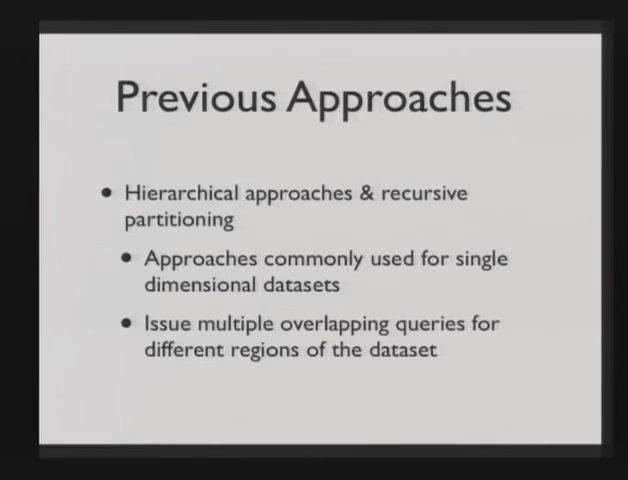 Previous Approaches
• Hierarchical approaches & recursive
partitioning
• Approaches commonly used for single
dimensional datasets
• Issue multiple overlapping queries for
different regions of the dataset